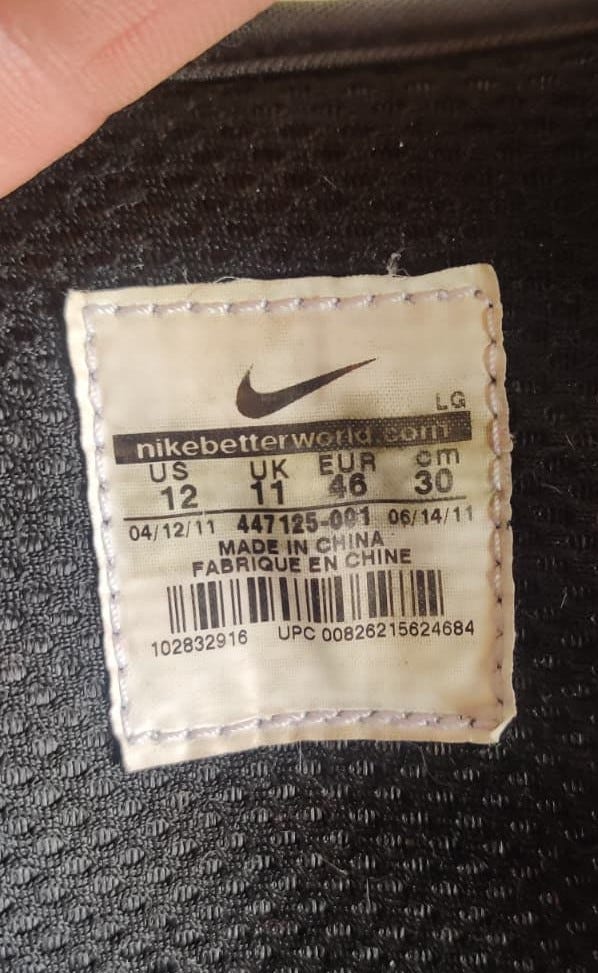 LG
nikebetterworld.com
US UK EUR cm
12 11 46 30
04/12/11 447125-001 06/14/11
MADE IN CHINA
FABRIQUE EN CHINE
102832916 UPC 00826215624684